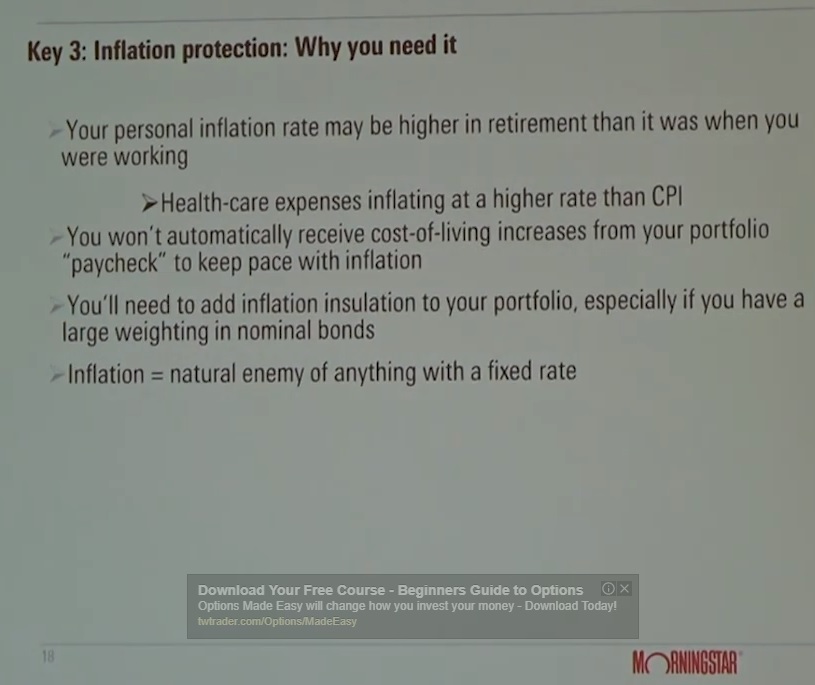 Key 3: Inflation protection: Why you need it
➢Your personal inflation rate may be higher in retirement than it was when you
were working
➢Health-care expenses inflating at a higher rate than CPI
➢You won't automatically receive cost-of-living increases from your portfolio
“paycheck” to keep pace with inflation
➢You'll need to add inflation insulation to your portfolio, especially if you have a
large weighting in nominal bonds
➢Inflation = natural enemy of anything with a fixed rate
Download Your Free Course - Beginners Guide to Options
Options Made Easy will change how you invest your money - Download Today!
twtrader.com/Options/MadeEasy
18
MORNINGSTAR